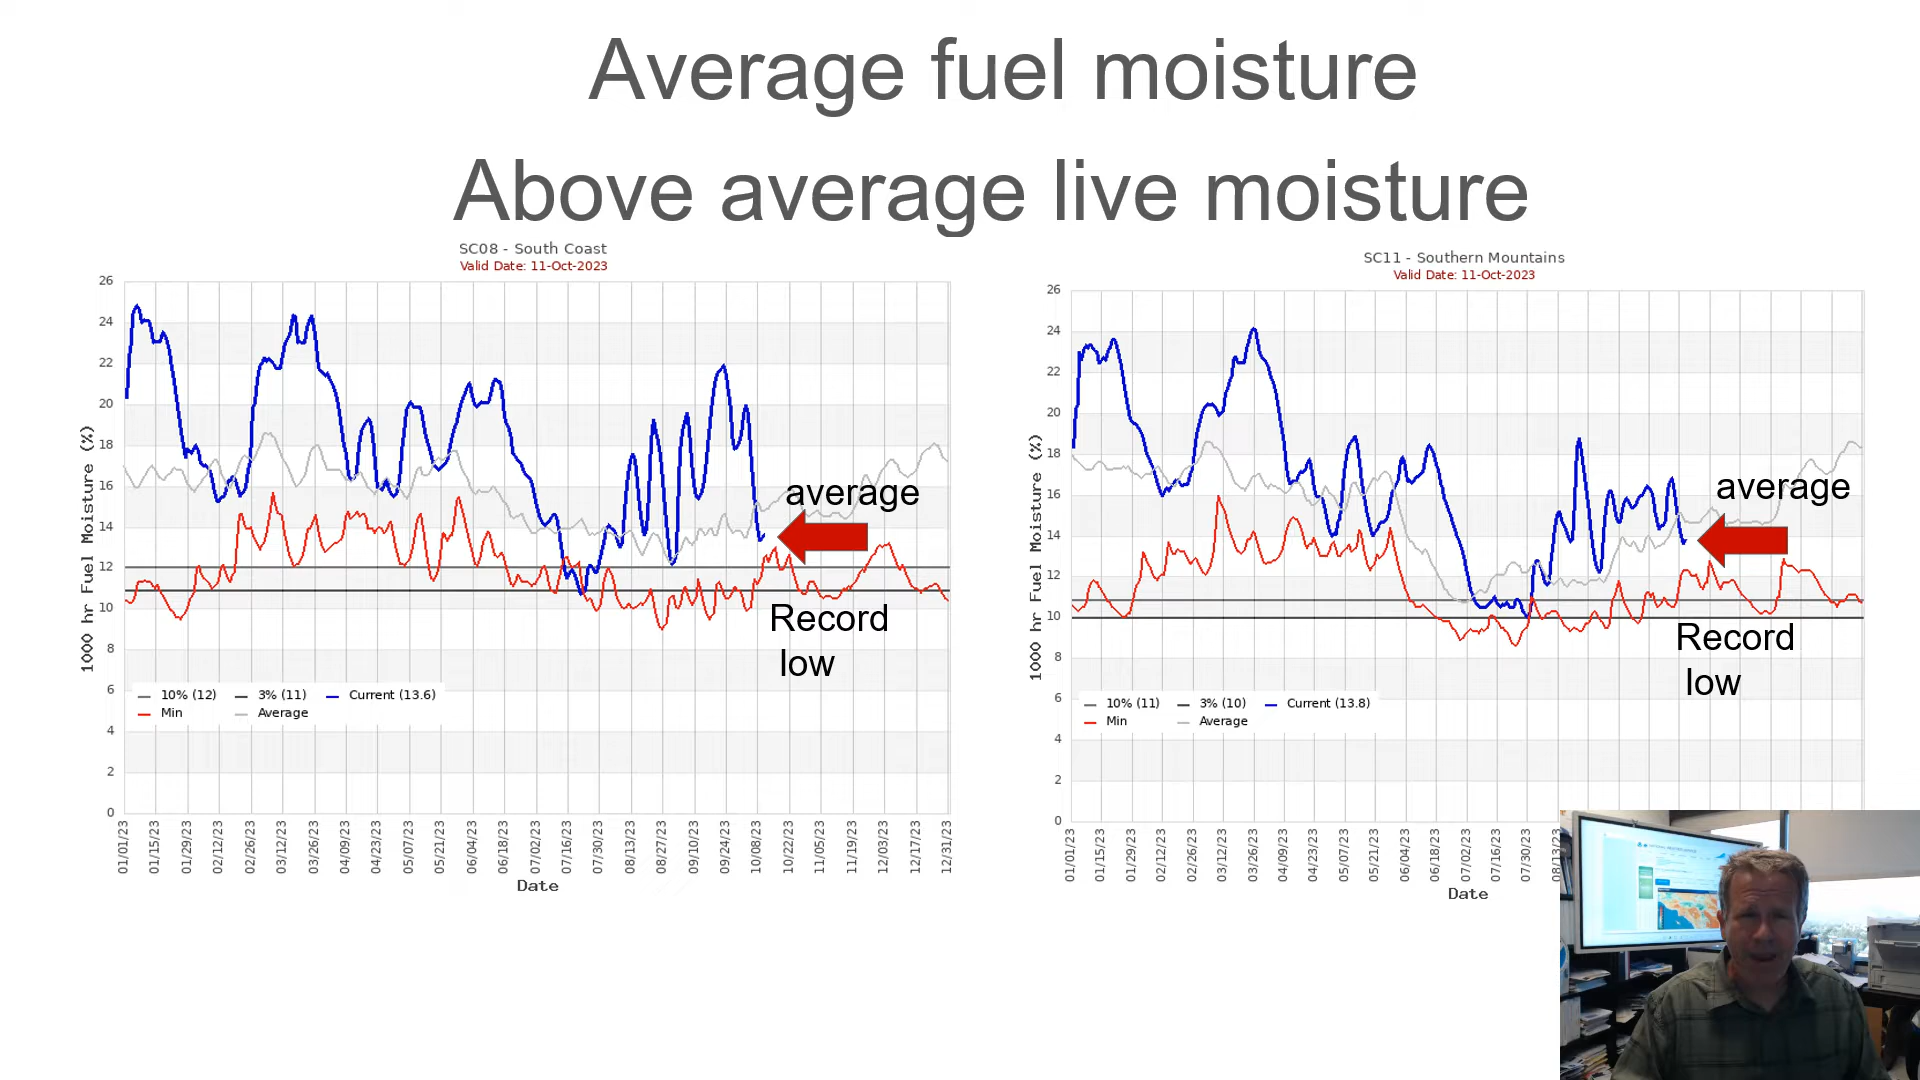 Average fuel moisture
Above average live moisture
SC08 - South Coast
Valid Date: 11-Oct-2023
1000 hr Fuel Moisture (%)
26
24
22
20
18
16
14
12
10
8
6
4
2
0
average
Record
low
10% (12) 3% (11) Current (13.6)
Min Average
01/01/23 01/15/23 01/29/23 02/12/23 02/26/23 03/12/23 03/26/23 04/09/23 04/23/23 05/07/23 05/21/23 06/04/23 06/18/23 07/02/23 07/16/23 07/30/23 08/13/23 08/27/23 09/10/23 09/24/23 10/08/23 10/22/23 11/05/23 11/19/23 12/03/23 12/17/23 12/31/23
Date
SC11 - Southern Mountains
Valid Date: 11-Oct-2023
1000 hr Fuel Moisture (%)
26
24
22
20
18
16
14
12
10
8
6
4
2
0
average
Record
low
10% (11) 3% (10) Current (13.8)
Min Average
01/01/23 01/15/23 01/29/23 02/12/23 02/26/23 03/12/23 03/26/23 04/09/23 04/23/23 05/07/23 05/21/23 06/04/23 06/18/23 07/02/23 07/16/23 07/30/23 08/13/23
Date